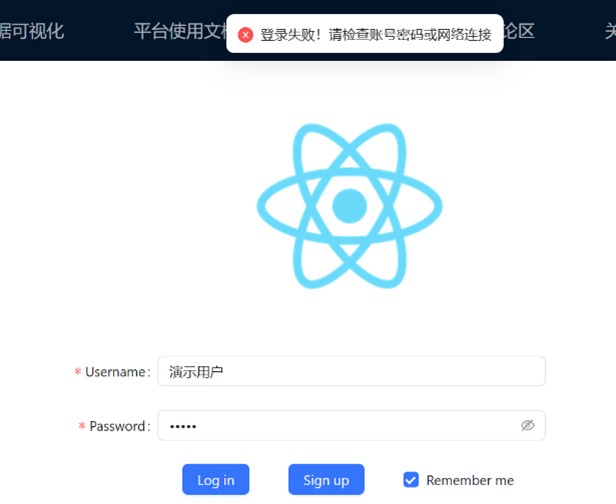 据可视化 平台使用文 论区
登录失败！请检查账号密码或网络连接
* Username: 演示用户
* Password: •••••
Log in Sign up Remember me